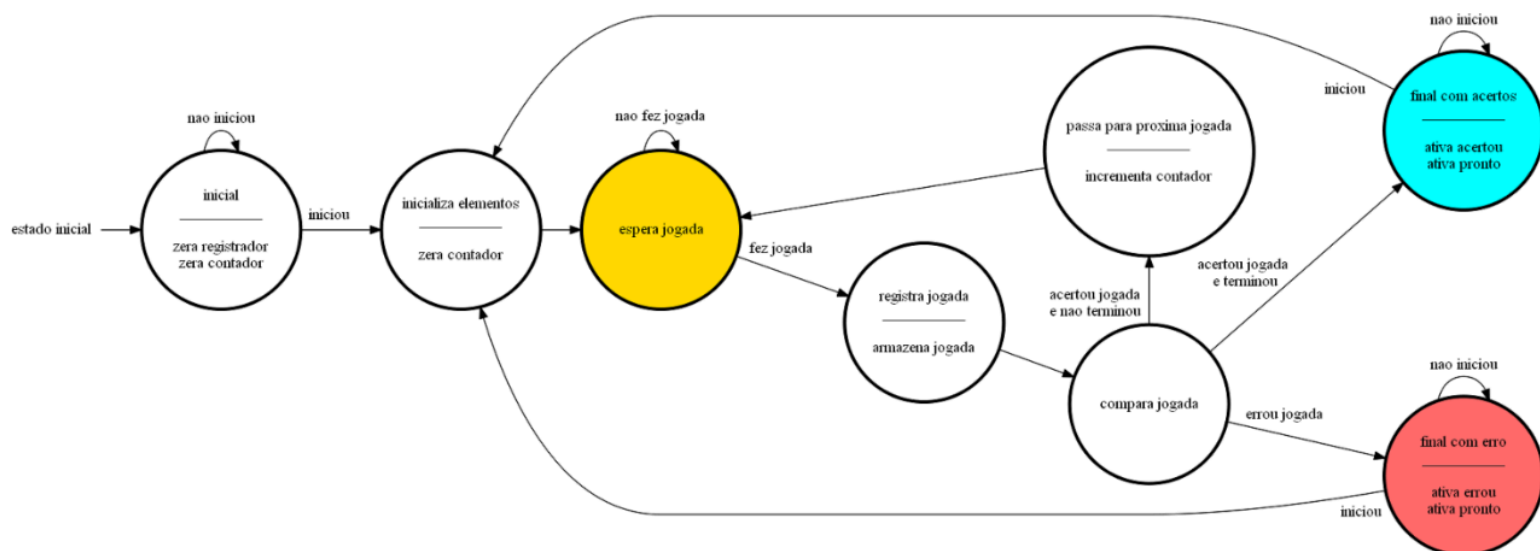 estado inicial
nao iniciou
inicial
zera registrador
zera contador
iniciou
inicializa elementos
zera contador
nao fez jogada
espera jogada
fez jogada
registra jogada
armazena jogada
compara jogada
acertou jogada
e nao terminou
passa para proxima jogada
incrementa contador
acertou jogada
e terminou
nao iniciou
final com acertos
ativa acertou
ativa pronto
iniciou
errou jogada
nao iniciou
final com erro
ativa errou
ativa pronto
iniciou